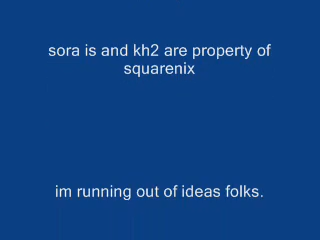 sora is and kh2 are property of
squarenix
im running out of ideas folks.